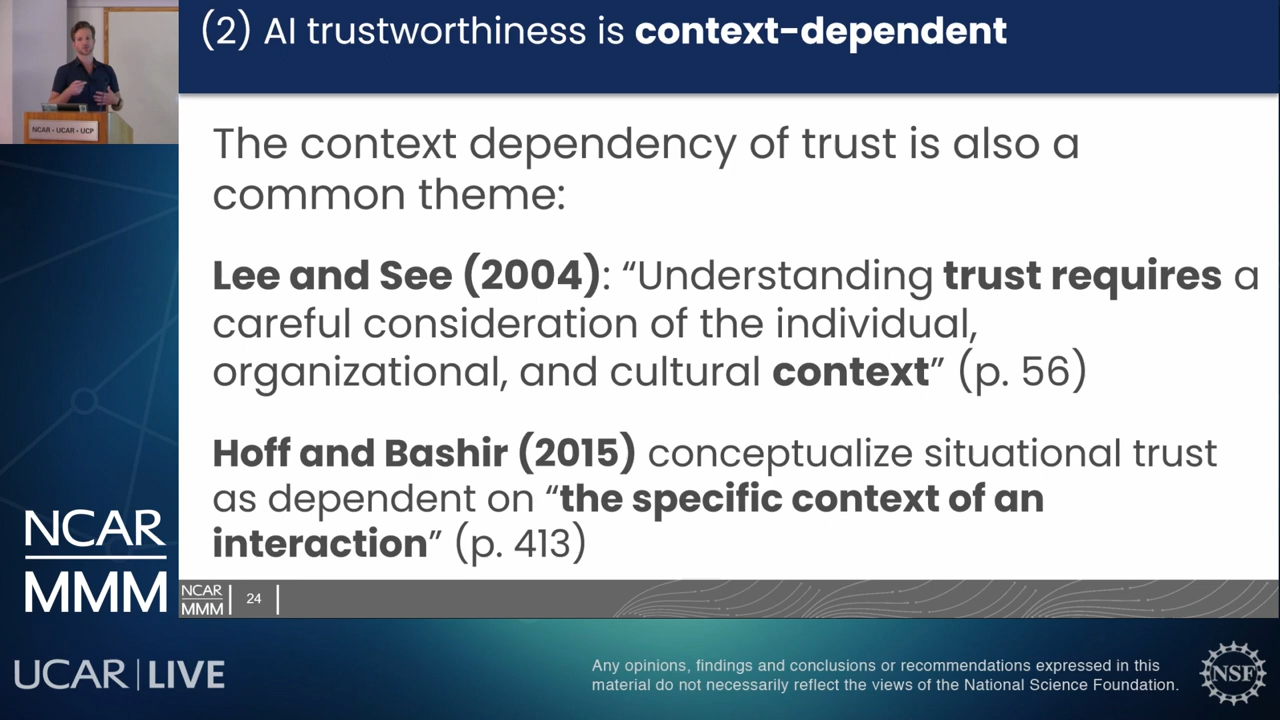 (2) AI trustworthiness is context-dependent
NCAR • UCAR • UCP
The context dependency of trust is also a
common theme:
Lee and See (2004): “Understanding trust requires a
careful consideration of the individual,
organizational, and cultural context” (p. 56)
Hoff and Bashir (2015) conceptualize situational trust
as dependent on “the specific context of an
interaction” (p. 413)
NCAR
MMM
NCAR
MMM
24
UCAR | LIVE
Any opinions, findings and conclusions or recommendations expressed in this
material do not necessarily reflect the views of the National Science Foundation.
NSF